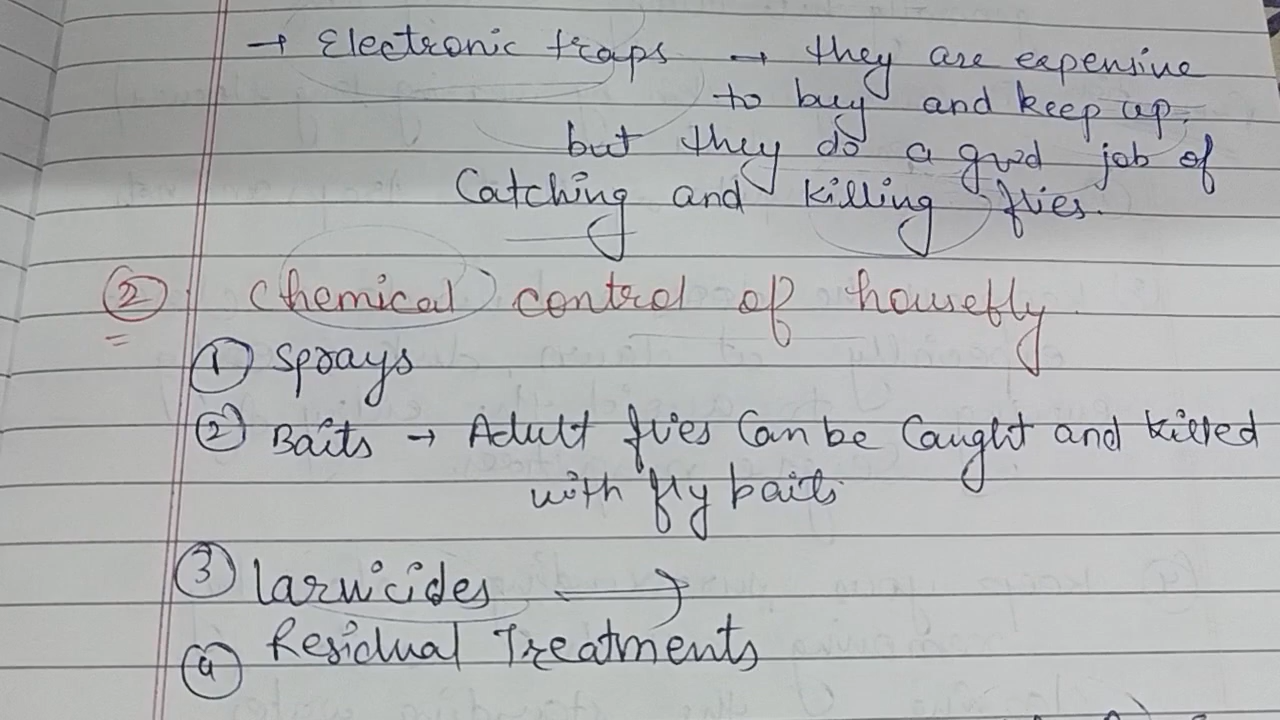 → Electronic traps → they are expensive
to buy and keep up,
but they do a good job of
Catching and killing flies.
② Chemical control of housefly
① Sprays
② Baits → Adult flies Can be Caught and killed
with fly baits
③ larvicides →
④ Residual Treatments